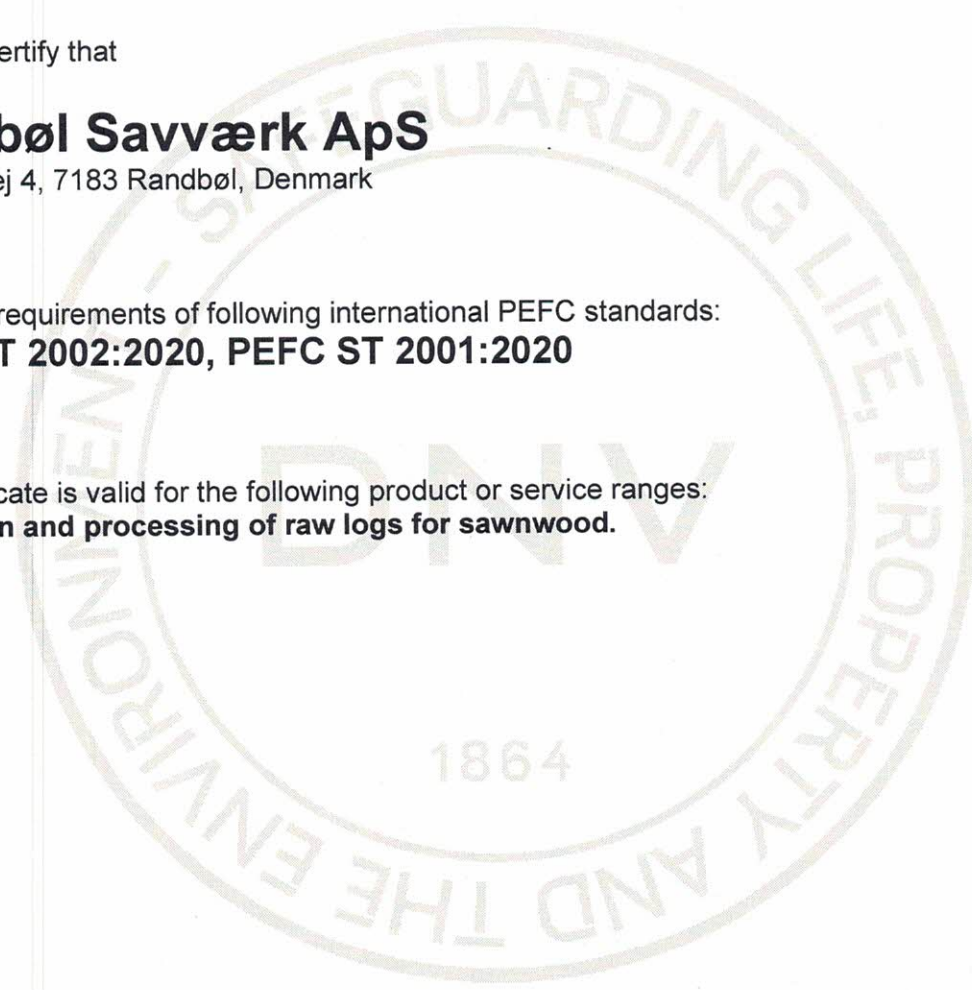 ertify that
bøl Savværk ApS
ej 4, 7183 Randbøl, Denmark
requirements of following international PEFC standards:
T 2002:2020, PEFC ST 2001:2020
cate is valid for the following product or service ranges:
n and processing of raw logs for sawnwood.
SAFEGUARDING LIFE, PROPERTY AND THE ENVIRONMENT
DNV
1864